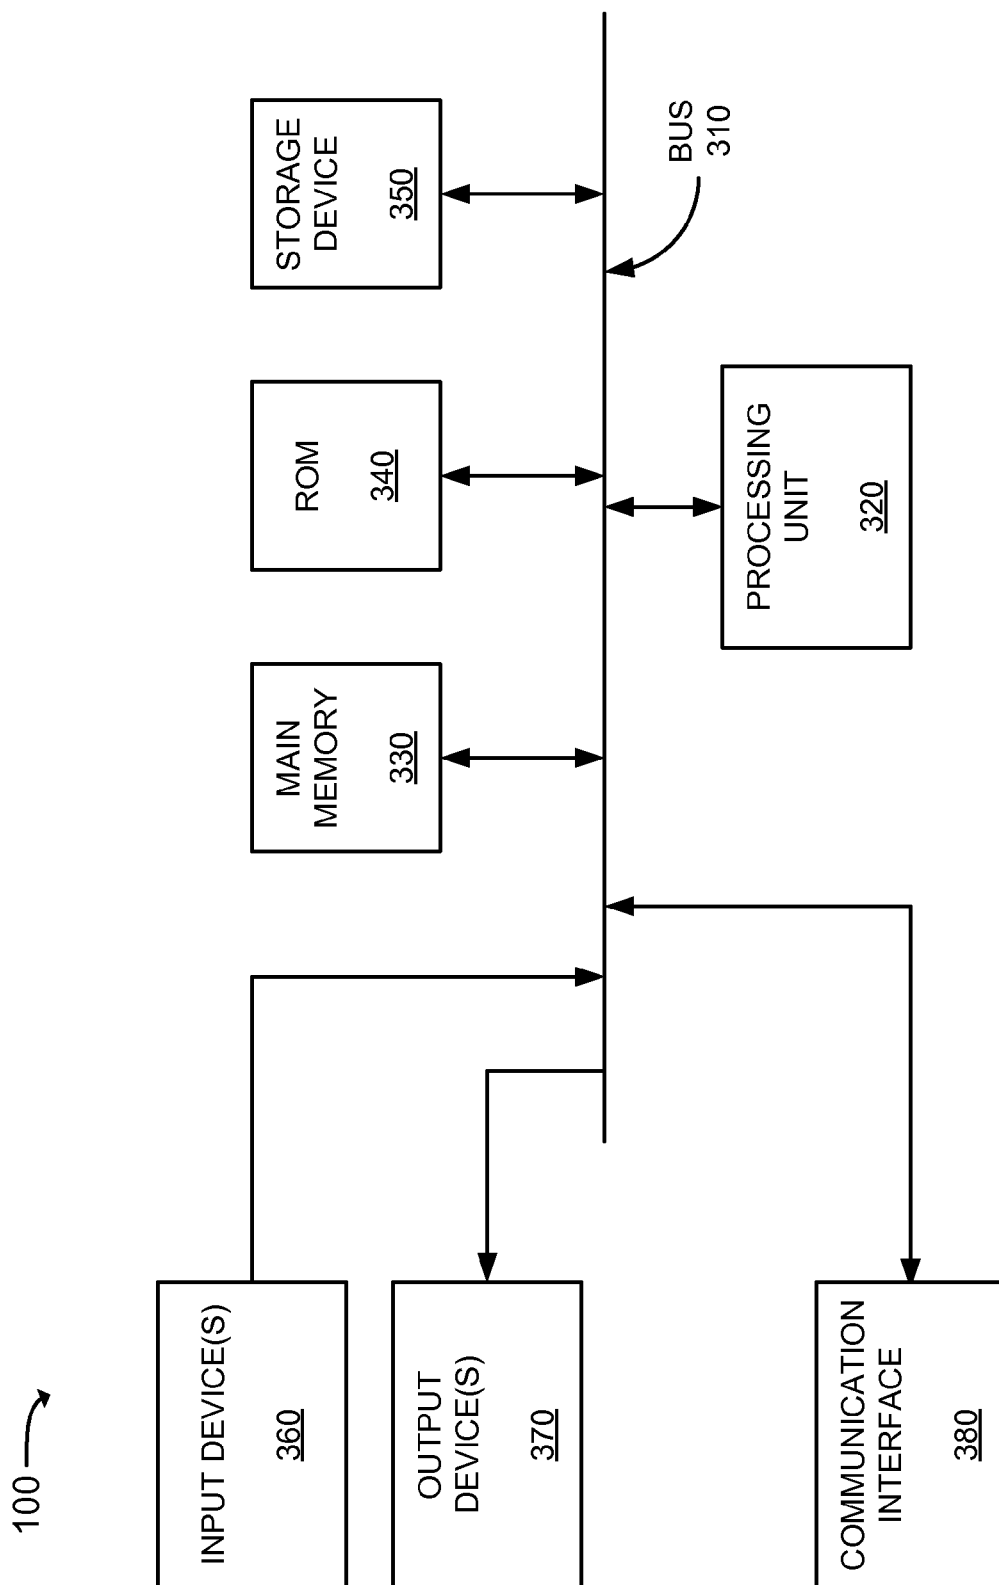 100
INPUT DEVICE(S)
360
MAIN
MEMORY
330
ROM
340
STORAGE
DEVICE
350
OUTPUT
DEVICE(S)
370
BUS
310
PROCESSING
UNIT
320
COMMUNICATION
INTERFACE
380